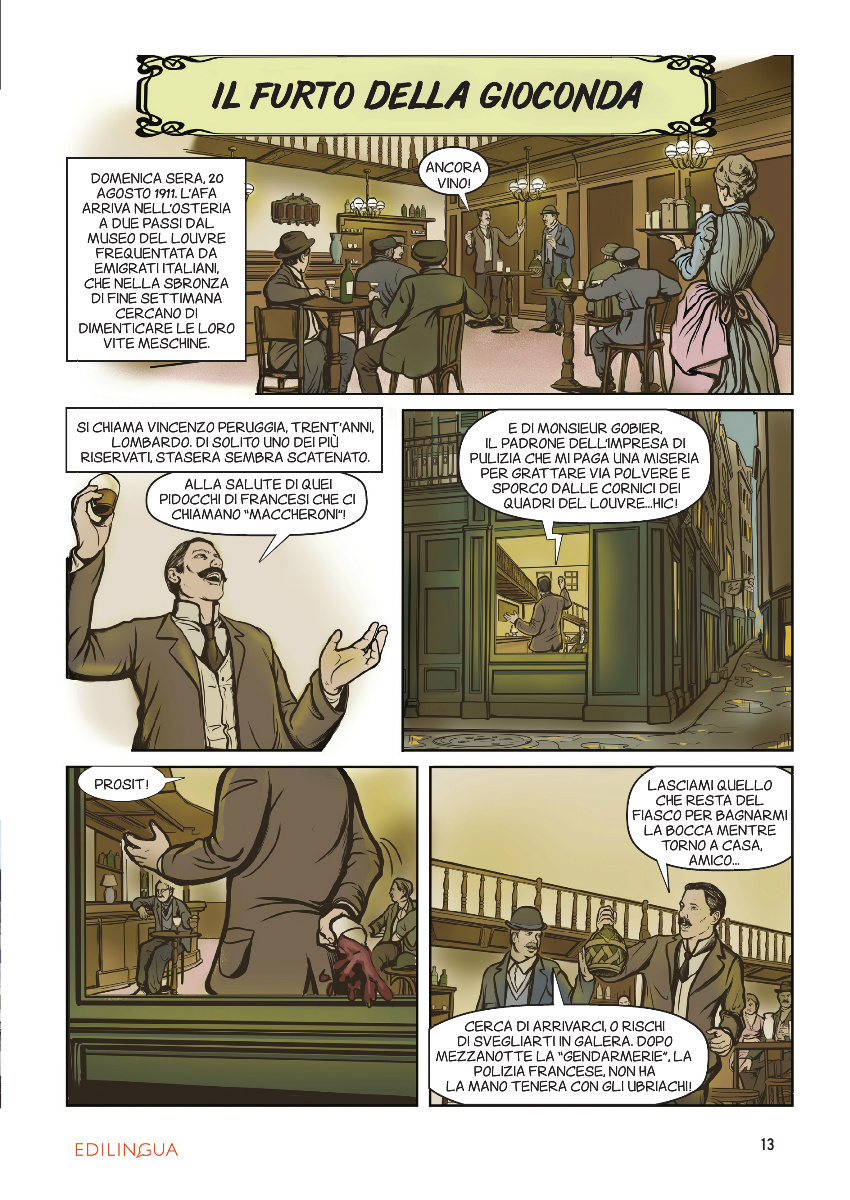 IL FURTO DELLA GIOCONDA
DOMENICA SERA, 20
AGOSTO 1911. L'AFA
ARRIVA NELL'OSTERIA
A DUE PASSI DAL
MUSEO DEL LOUVRE
FREQUENTATA DA
EMIGRATI ITALIANI,
CHE NELLA SBRONZA
DI FINE SETTIMANA
CERCANO DI
DIMENTICARE LE LORO
VITE MESCHINE.
ANCORA
VINO!
SI CHIAMA VINCENZO PERUGGIA, TRENT'ANNI,
LOMBARDO. DI SOLITO UNO DEI PIÙ
RISERVATI, STASERA SEMBRA SCATENATO.
ALLA SALUTE DI QUEI
PIDOCCHI DI FRANCESI CHE CI
CHIAMANO "MACCHERONI"!
E DI MONSIEUR GOBIER,
IL PADRONE DELL'IMPRESA DI
PULIZIA CHE MI PAGA UNA MISERIA
PER GRATTARE VIA POLVERE E
SPORCO DALLE CORNICI DEI
QUADRI DEL LOUVRE...HIC!
PROSIT!
LASCIAMI QUELLO
CHE RESTA DEL
FIASCO PER BAGNARMI
LA BOCCA MENTRE
TORNO A CASA,
AMICO...
CERCA DI ARRIVARCI, O RISCHI
DI SVEGLIARTI IN GALERA. DOPO
MEZZANOTTE LA "GENDARMERIE", LA
POLIZIA FRANCESE, NON HA
LA MANO TENERA CON GLI UBRIACHI!
EDILINGUA
13